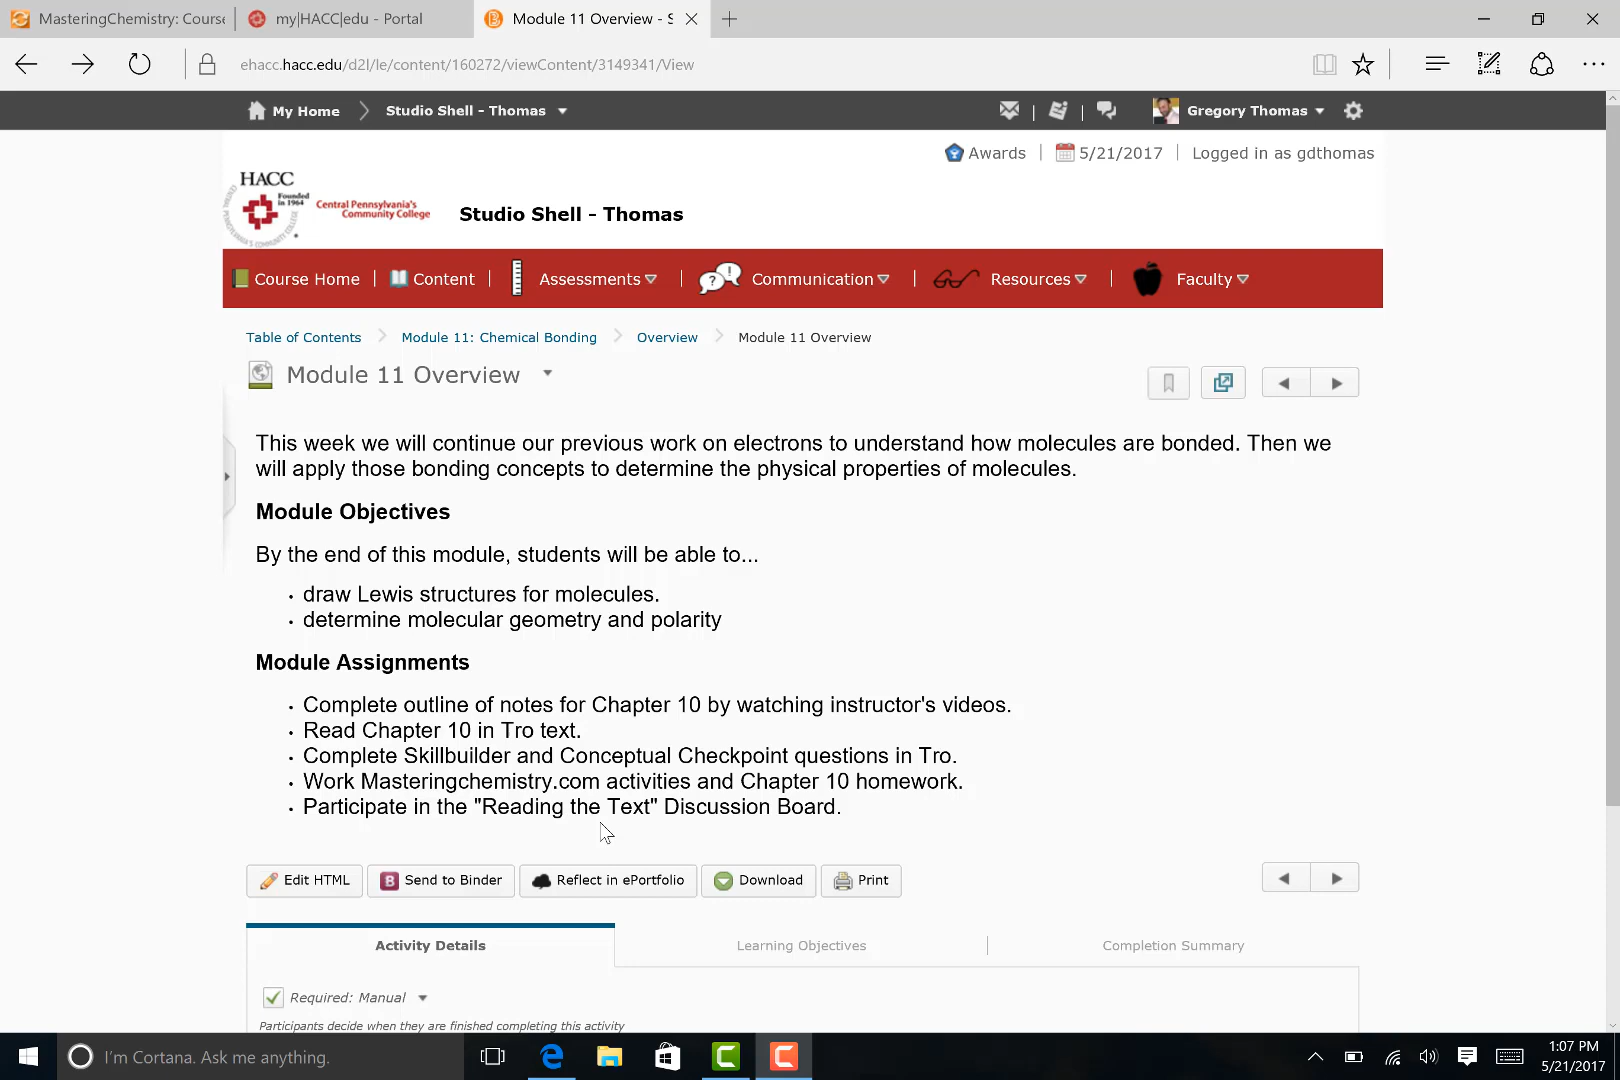 MasteringChemistry: Course
my|HACC|edu - Portal
Module 11 Overview - S
ehacc.hacc.edu/d2l/le/content/160272/viewContent/3149341/View
My Home
Studio Shell - Thomas
Gregory Thomas
Awards
5/21/2017
Logged in as gdthomas
HACC
Founded
in 1964
Central Pennsylvania's
Community College
Studio Shell - Thomas
Course Home
Content
Assessments
Communication
Resources
Faculty
Table of Contents
Module 11: Chemical Bonding
Overview
Module 11 Overview
Module 11 Overview
This week we will continue our previous work on electrons to understand how molecules are bonded. Then we
will apply those bonding concepts to determine the physical properties of molecules.
Module Objectives
By the end of this module, students will be able to...
• draw Lewis structures for molecules.
• determine molecular geometry and polarity
Module Assignments
• Complete outline of notes for Chapter 10 by watching instructor's videos.
• Read Chapter 10 in Tro text.
• Complete Skillbuilder and Conceptual Checkpoint questions in Tro.
• Work Masteringchemistry.com activities and Chapter 10 homework.
• Participate in the "Reading the Text" Discussion Board.
Edit HTML
Send to Binder
Reflect in ePortfolio
Download
Print
Activity Details
Learning Objectives
Completion Summary
Required: Manual
Participants decide when they are finished completing this activity
I'm Cortana. Ask me anything.
1:07 PM
5/21/2017